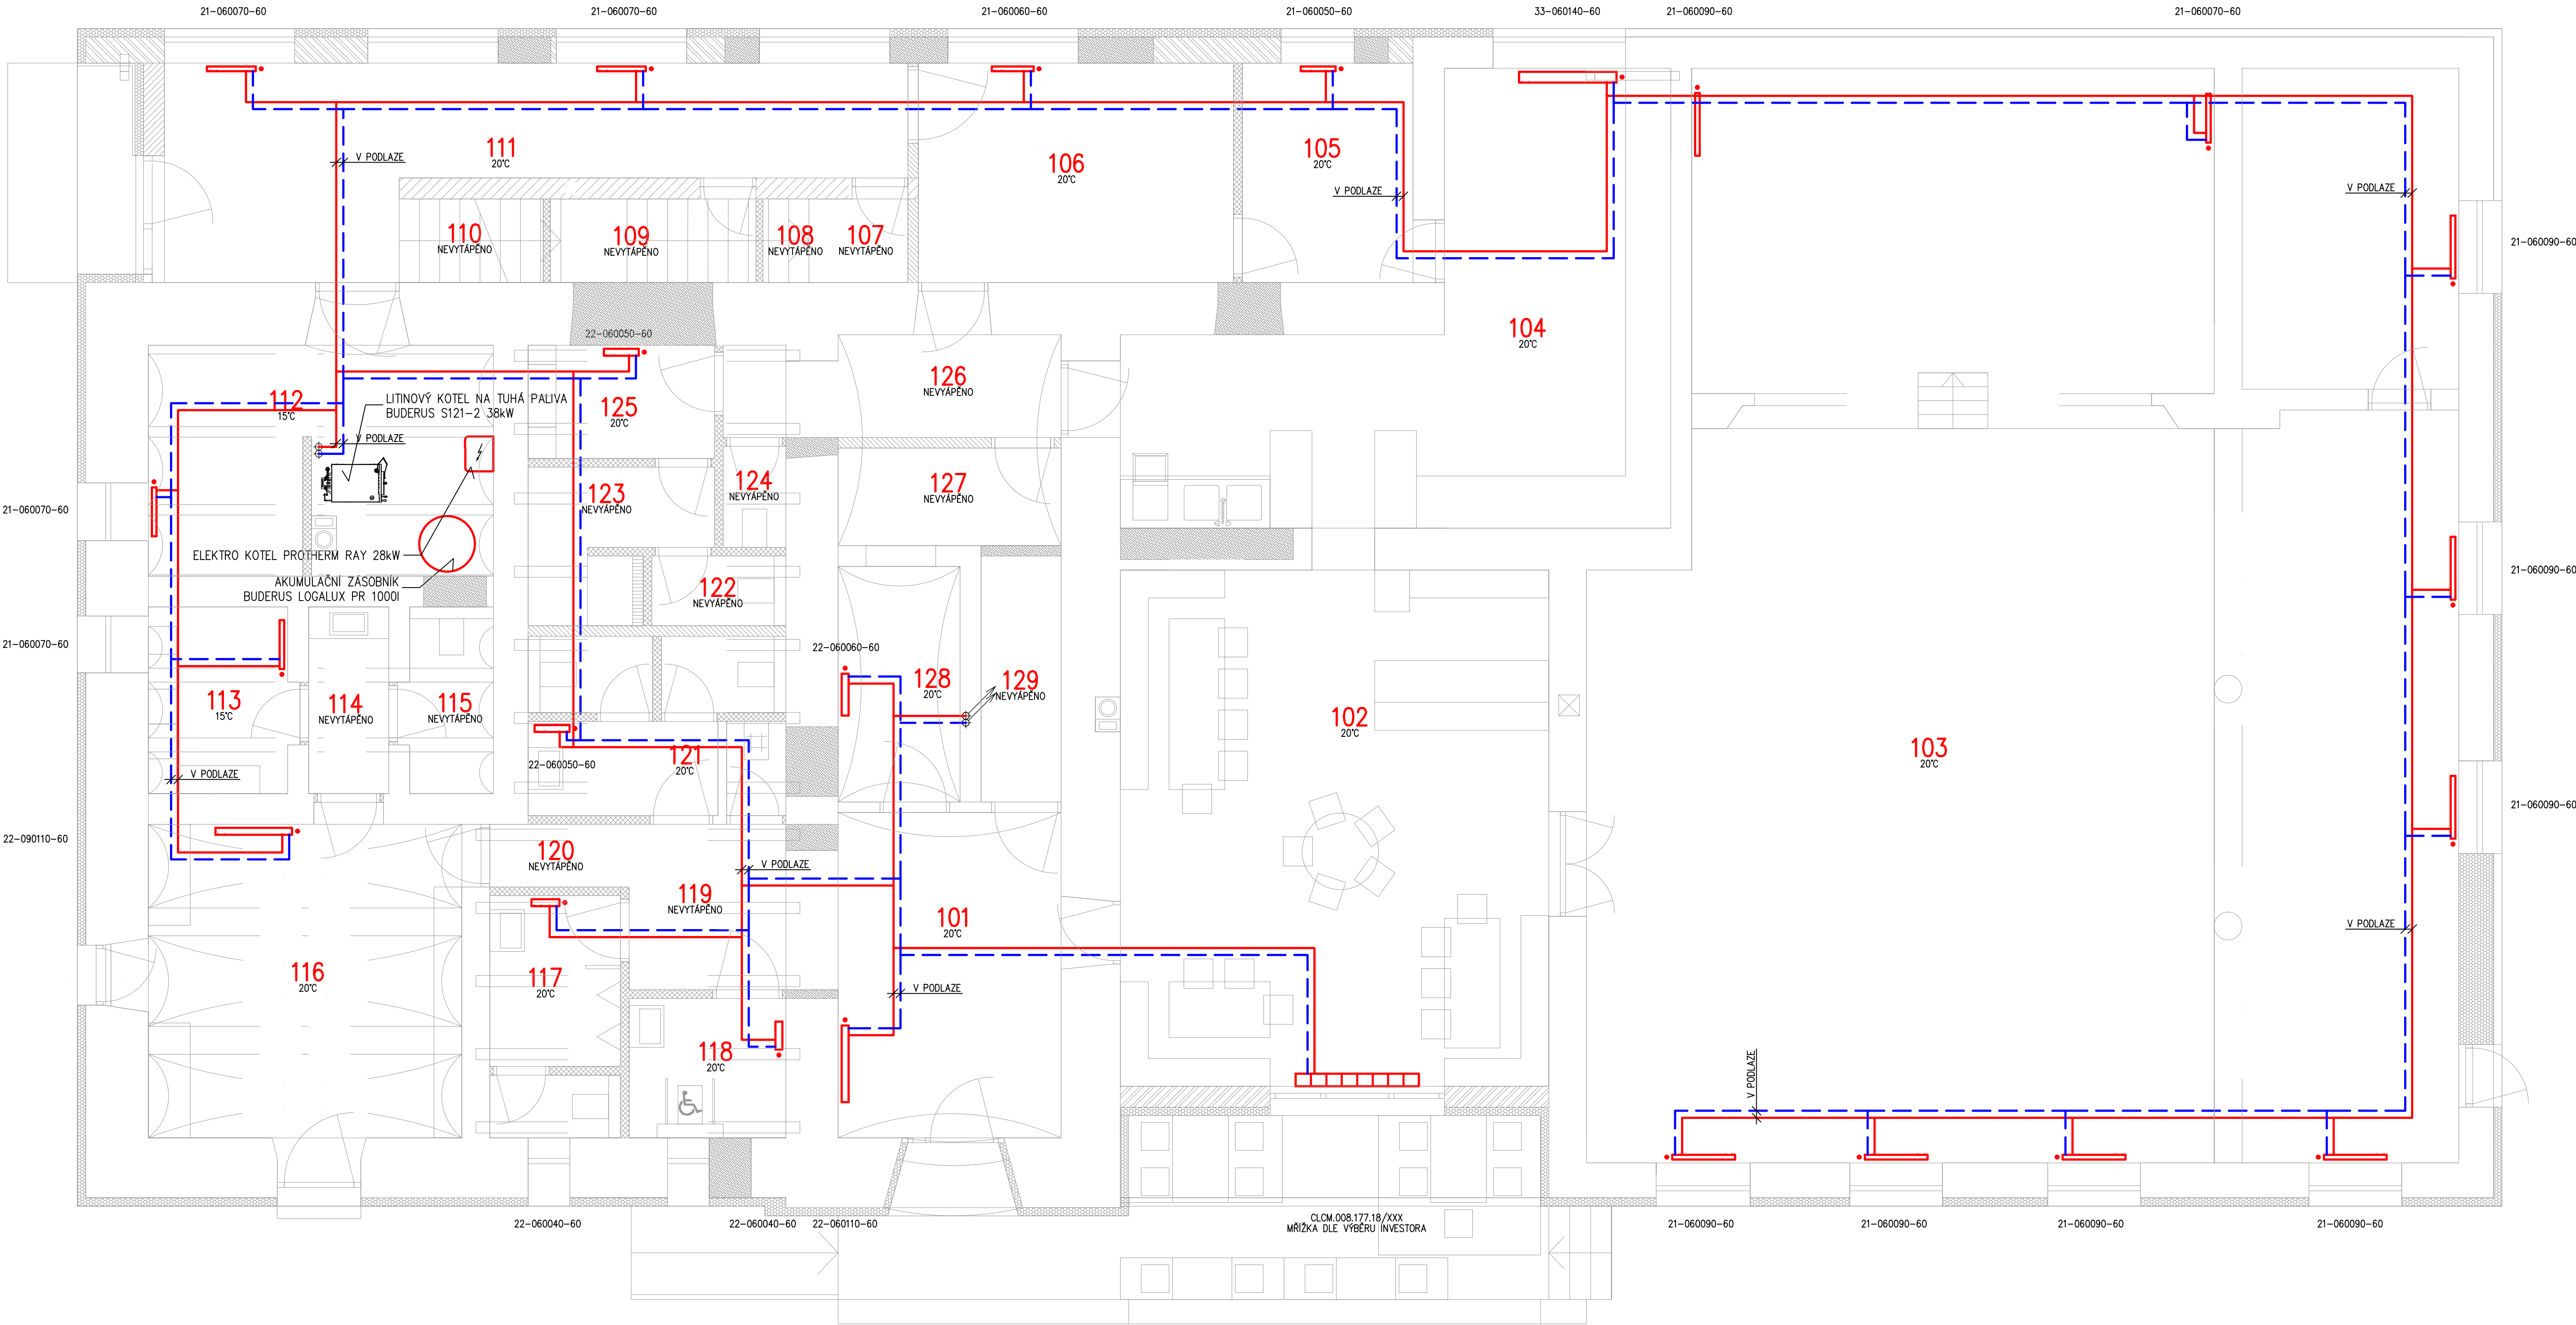 21-060070-60
21-060070-60
21-060060-60
21-060050-60
33-060140-60
21-060090-60
21-060070-60
111
20°C
V PODLAZE
106
20°C
105
20°C
V PODLAZE
V PODLAZE
110
NEVYTÁPĚNO
109
NEVYTÁPĚNO
108
NEVYTÁPĚNO
107
NEVYTÁPĚNO
21-060090-60
22-060050-60
104
20°C
126
NEVYTÁPĚNO
112
15°C
LITINOVÝ KOTEL NA TUHÁ PALIVA
BUDERUS S121-2 38kW
V PODLAZE
125
20°C
124
NEVYTÁPĚNO
127
NEVYTÁPĚNO
123
NEVYÁPĚNO
21-060070-60
ELEKTRO KOTEL PROTHERM RAY 28kW
AKUMULAČNÍ ZÁSOBNÍK
BUDERUS LOGALUX PR 1000l
122
NEVYÁPĚNO
21-060090-60
21-060070-60
22-060060-60
113
15°C
114
NEVYTÁPĚNO
115
NEVYTÁPĚNO
128
20°C
129
NEVYÁPĚNO
102
20°C
103
20°C
V PODLAZE
22-060050-60
121
20°C
21-060090-60
22-090110-60
120
NEVYTÁPĚNO
V PODLAZE
119
NEVYTÁPĚNO
101
20°C
V PODLAZE
116
20°C
117
20°C
V PODLAZE
118
20°C
V PODLAZE
22-060040-60
22-060040-60
22-060110-60
CLCM.008.177.18/XXX
MŘÍŽKA DLE VÝBĚRU INVESTORA
21-060090-60
21-060090-60
21-060090-60
21-060090-60